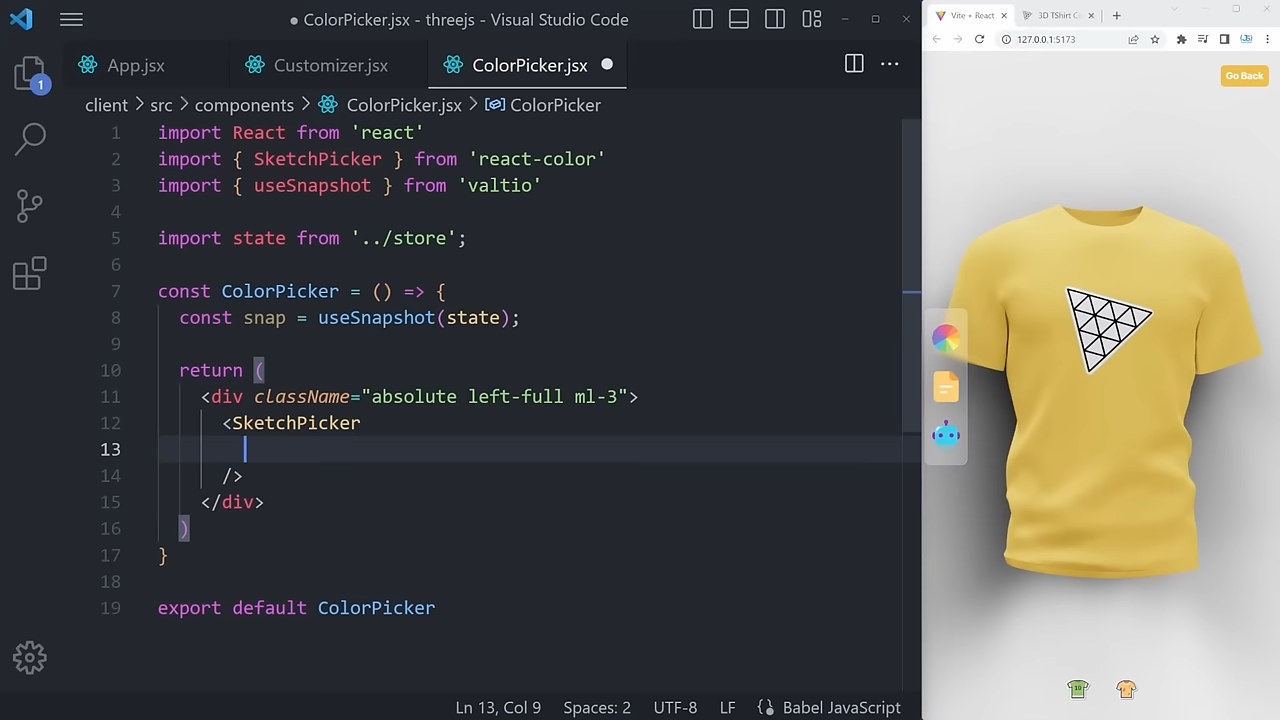 ColorPicker.jsx - threejs - Visual Studio Code
App.jsx
Customizer.jsx
ColorPicker.jsx
1
client > src > components > ColorPicker.jsx > ColorPicker
1 import React from 'react'
2 import { SketchPicker } from 'react-color'
3 import { useSnapshot } from 'valtio'
4
5 import state from '../store';
6
7 const ColorPicker = () => {
8 const snap = useSnapshot(state);
9
10 return (
11 <div className="absolute left-full ml-3">
12 <SketchPicker
13
14 />
15 </div>
16 )
17 }
18
19 export default ColorPicker
Ln 13, Col 9 Spaces: 2 UTF-8 LF Babel JavaScript
Vite + React
3D TShirt
127.0.0.1:5173
Go Back